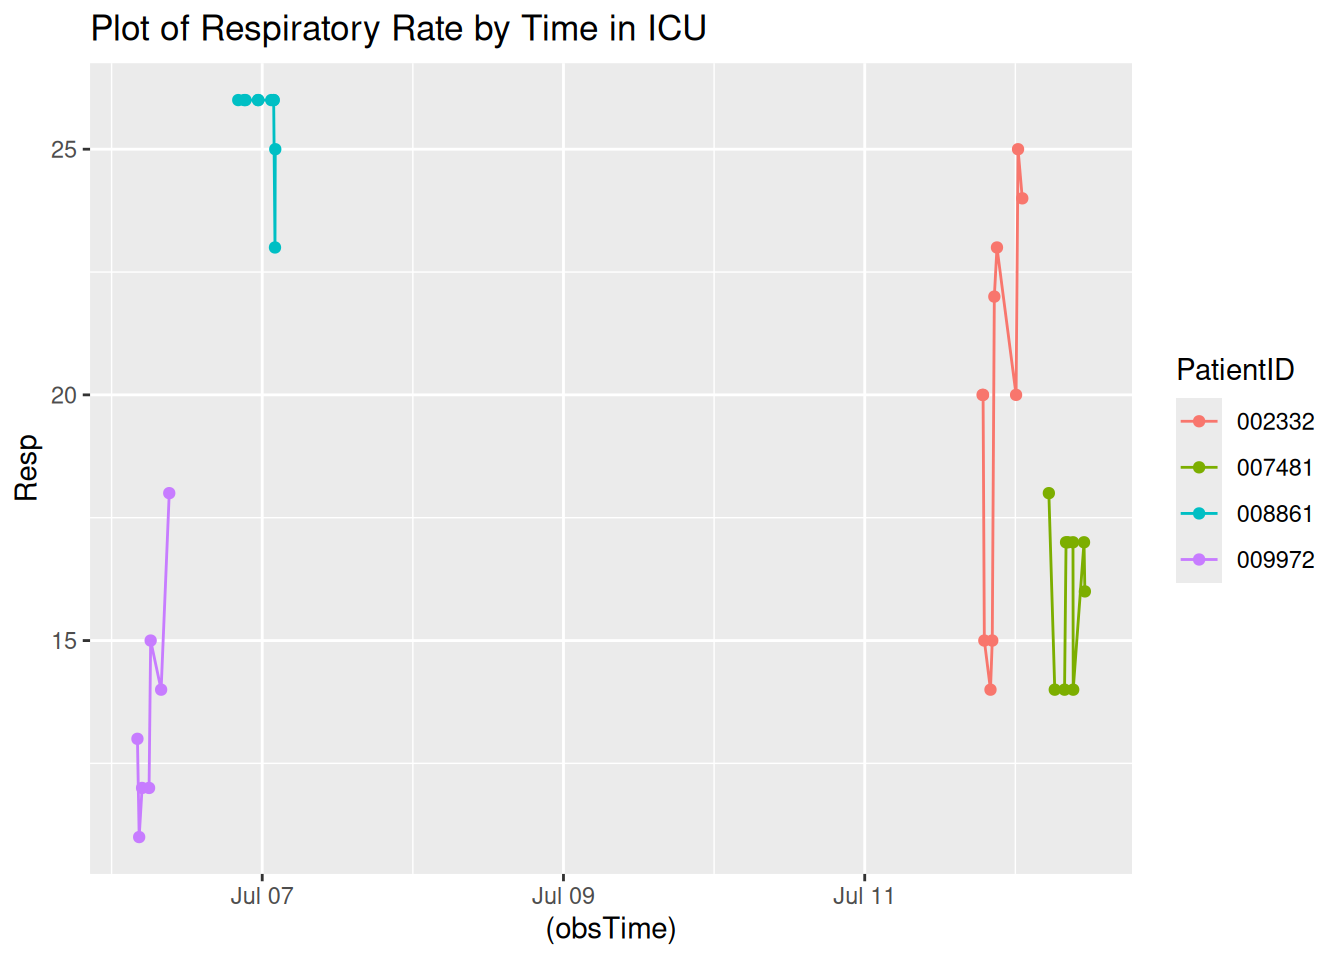 Plot of Respiratory Rate by Time in ICU
25
20
15
Resp
Jul 07
Jul 09
Jul 11
(obsTime)
PatientID
002332
007481
008861
009972